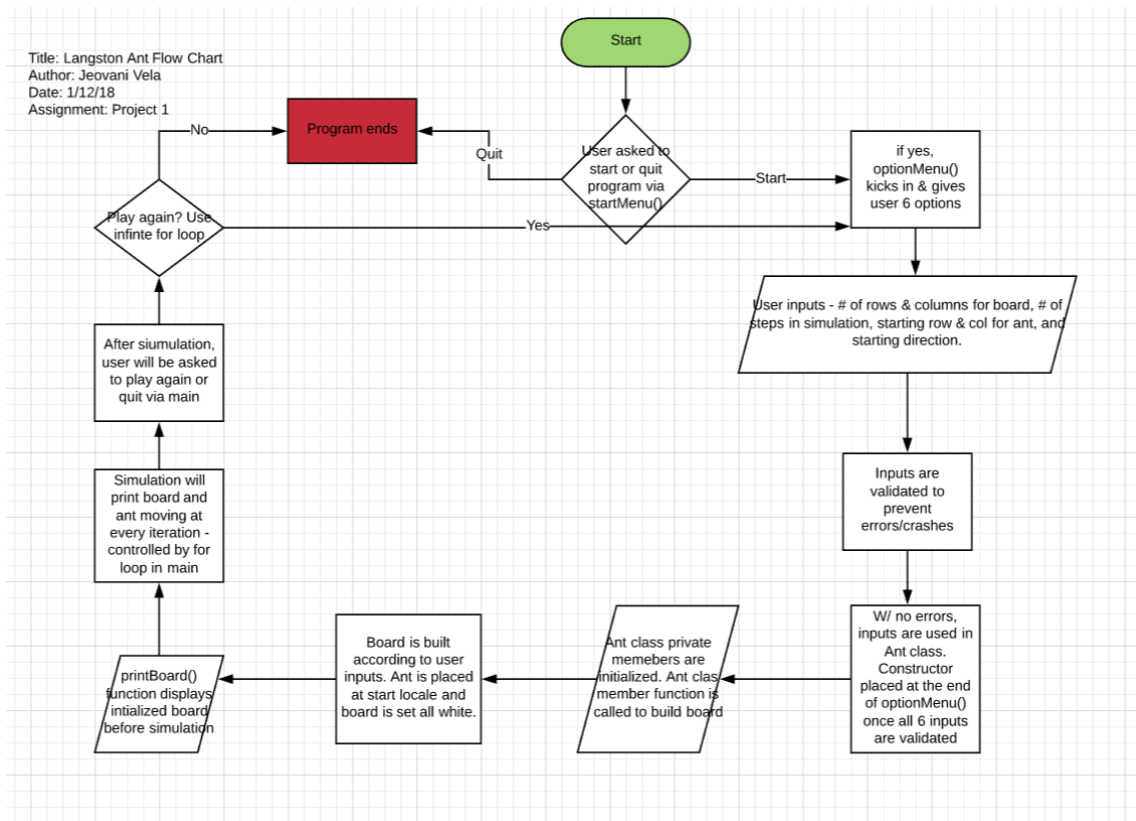 Title: Langston Ant Flow Chart
Author: Jeovani Vela
Date: 1/12/18
Assignment: Project 1
Start
User asked to
start or quit
program via
startMenu()
Quit
Program ends
Start
if yes,
optionMenu()
kicks in & gives
user 6 options
User inputs - # of rows & columns for board, # of
steps in simulation, starting row & col for ant, and
starting direction.
Inputs are
validated to
prevent
errors/crashes
W/ no errors,
inputs are used in
Ant class.
Constructor
placed at the end
of optionMenu()
once all 6 inputs
are validated
Ant class private
memebers are
initialized. Ant clas
member function is
called to build board
Board is built
according to user
inputs. Ant is placed
at start locale and
board is set all white.
printBoard()
function displays
intialized board
before simulation
Simulation will
print board and
ant moving at
every iteration -
controlled by for
loop in main
After siumulation,
user will be asked
to play again or
quit via main
Play again? Use
infinte for loop
No
Yes